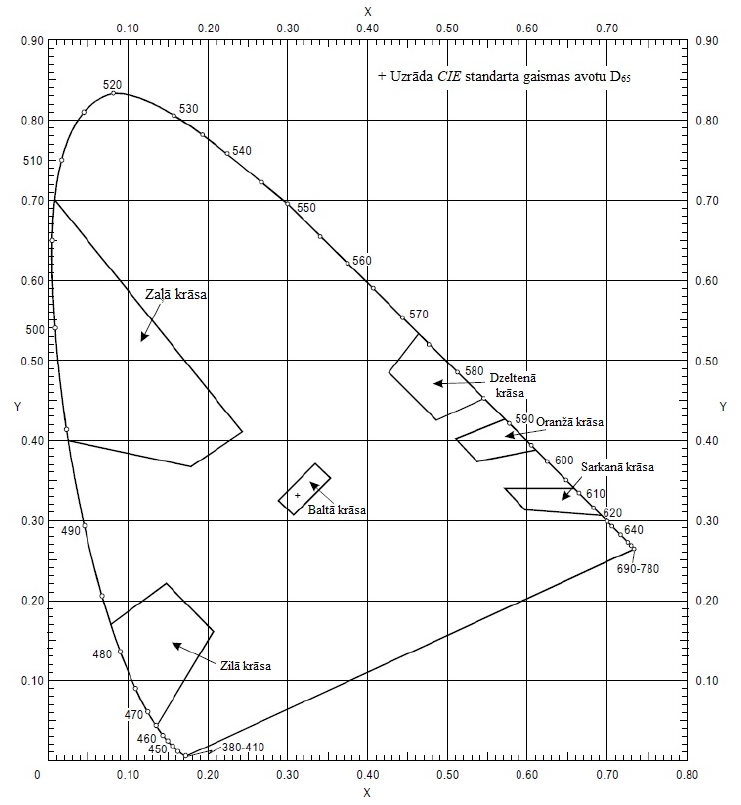 X
0.10 0.20 0.30 0.40 0.50 0.60 0.70
0.90 0.90
+ Uzrāda CIE standarta gaismas avotu D65
520
530
0.80 0.80
540
510
0.70 0.70
550
560
Zaļā krāsa
0.60 0.60
570
500
0.50 0.50
580
Dzeltenā
krāsa
Y Y
590
Oranžā krāsa
0.40 0.40
600
Sarkanā krāsa
610
Baltā krāsa
620
0.30 0.30
490
640
690-780
0.20 0.20
480
Zilā krāsa
0.10 0.10
470
460
450
380-410
0 0.10 0.20 0.30 0.40 0.50 0.60 0.70 0.80
X